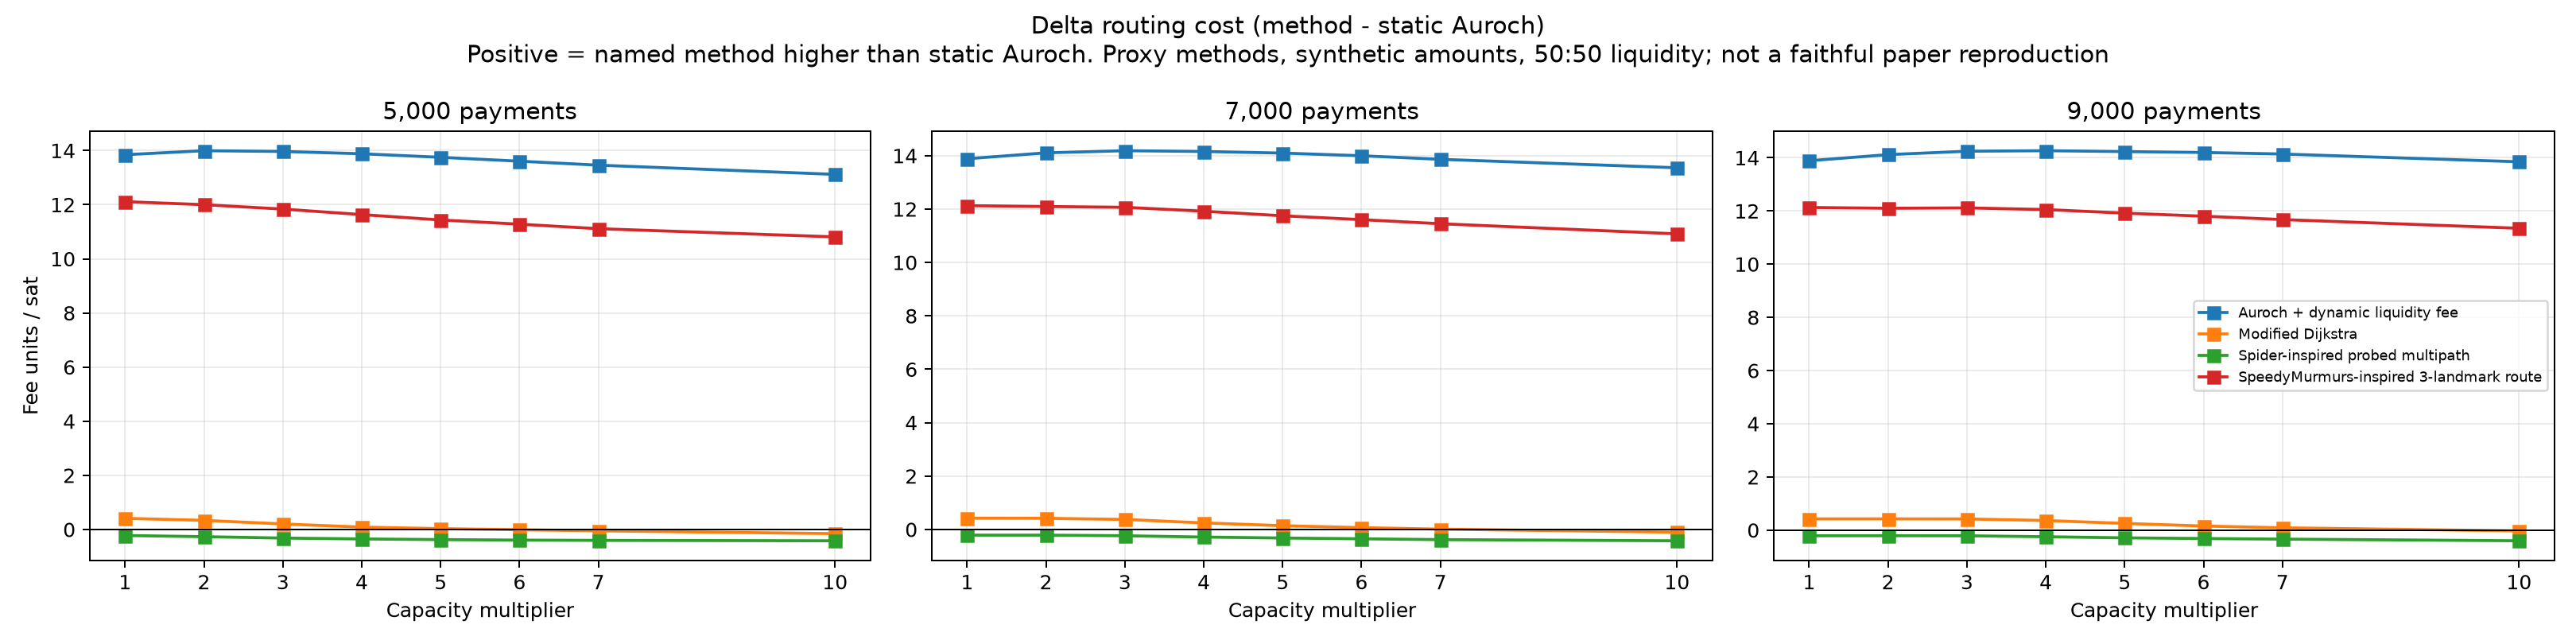 Delta routing cost (method - static Auroch)
Positive = named method higher than static Auroch. Proxy methods, synthetic amounts, 50:50 liquidity; not a faithful paper reproduction
5,000 payments
14
12
10
8
6
4
2
0
Fee units / sat
1 2 3 4 5 6 7 10
Capacity multiplier
7,000 payments
14
12
10
8
6
4
2
0
1 2 3 4 5 6 7 10
Capacity multiplier
9,000 payments
14
12
10
8
6
4
2
0
Auroch + dynamic liquidity fee
Modified Dijkstra
Spider-inspired probed multipath
SpeedyMurmurs-inspired 3-landmark route
1 2 3 4 5 6 7 10
Capacity multiplier